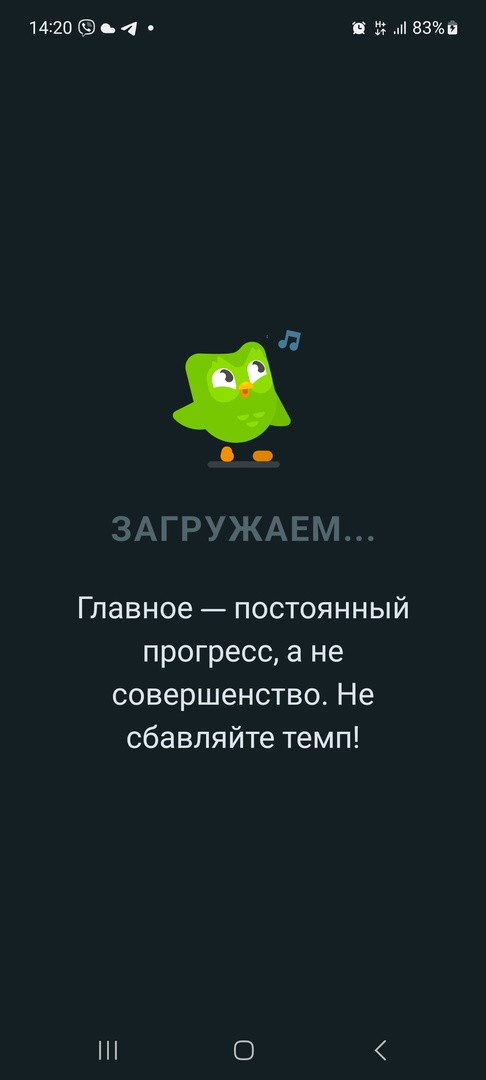 14:20 83%
ЗАГРУЖАЕМ...
Главное — постоянный
прогресс, а не
совершенство. Не
сбавляйте темп!